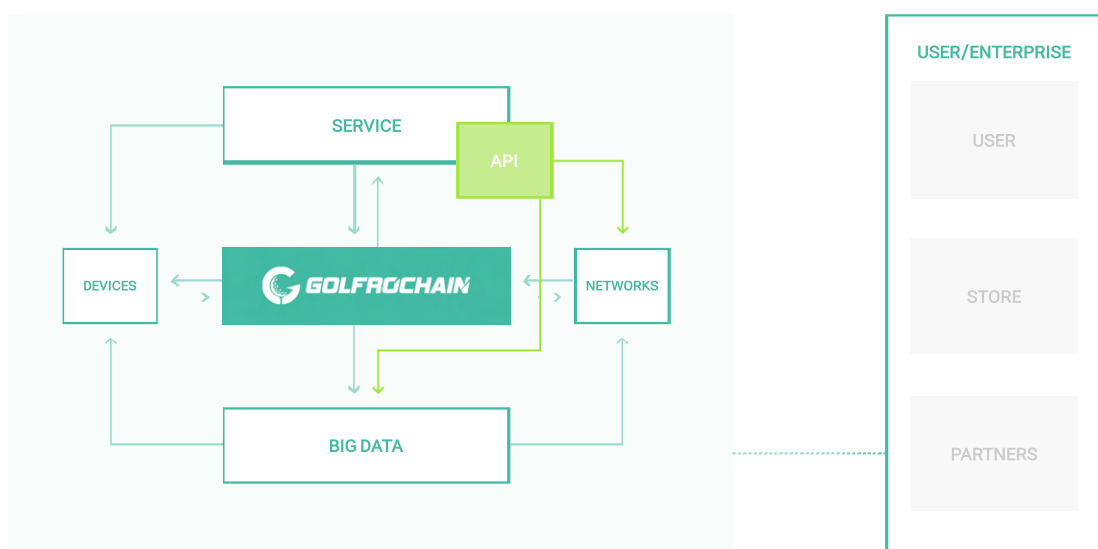 USER/ENTERPRISE
SERVICE
API
USER
DEVICES
GOLFROCHAIN
NETWORKS
STORE
BIG DATA
PARTNERS